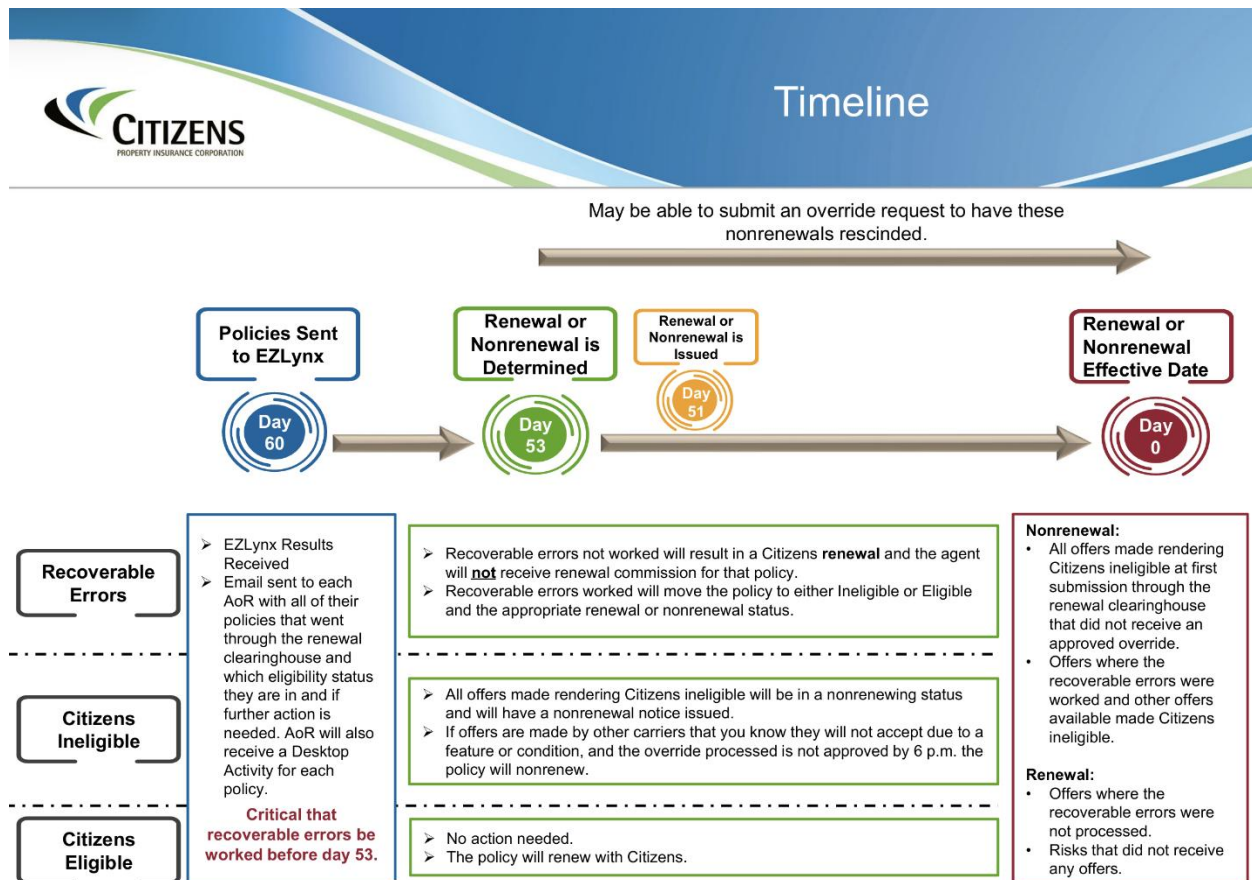 CITIZENS
PROPERTY INSURANCE CORPORATION
Timeline
May be able to submit an override request to have these
nonrenewals rescinded.
Policies Sent
to EZLynx
Day
60
Renewal or
Nonrenewal is
Determined
Day
53
Renewal or
Nonrenewal is
Issued
Day
51
Renewal or
Nonrenewal
Effective Date
Day
0
Recoverable
Errors
Citizens
Ineligible
Citizens
Eligible
➢ EZLynx Results
Received
➢ Email sent to each
AoR with all of their
policies that went
through the renewal
clearinghouse and
which eligibility status
they are in and if
further action is
needed. AoR will also
receive a Desktop
Activity for each
policy.
Critical that
recoverable errors be
worked before day 53.
➢ Recoverable errors not worked will result in a Citizens renewal and the agent
will not receive renewal commission for that policy.
➢ Recoverable errors worked will move the policy to either Ineligible or Eligible
and the appropriate renewal or nonrenewal status.
➢ All offers made rendering Citizens ineligible will be in a nonrenewing status
and will have a nonrenewal notice issued.
➢ If offers are made by other carriers that you know they will not accept due to a
feature or condition, and the override processed is not approved by 6 p.m. the
policy will nonrenew.
➢ No action needed.
➢ The policy will renew with Citizens.
Nonrenewal:
• All offers made rendering
Citizens ineligible at first
submission through the
renewal clearinghouse
that did not receive an
approved override.
• Offers where the
recoverable errors were
worked and other offers
available made Citizens
ineligible.
Renewal:
• Offers where the
recoverable errors were
not processed.
• Risks that did not receive
any offers.